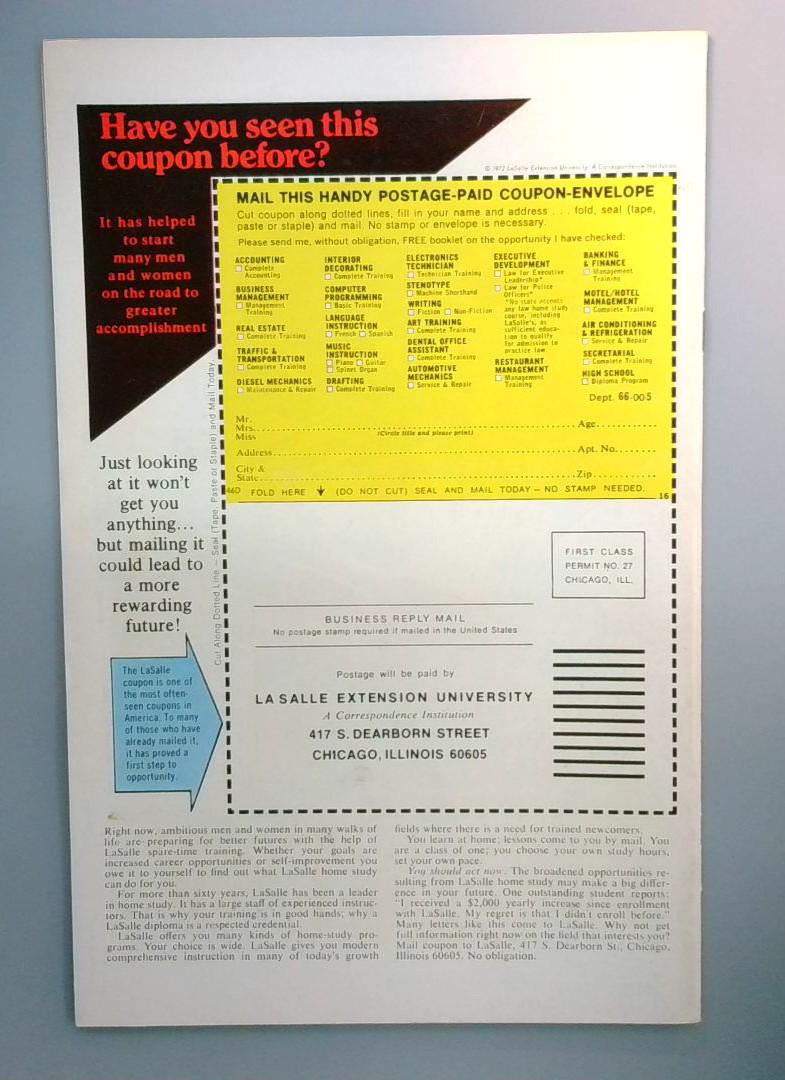 Have you seen this
coupon before?
© 1972 LaSalle Extension University, A Correspondence Institution
It has helped
to start
many men
and women
on the road to
greater
accomplishment
MAIL THIS HANDY POSTAGE-PAID COUPON-ENVELOPE
Cut coupon along dotted lines, fill in your name and address . . . fold, seal (tape,
paste or staple) and mail. No stamp or envelope is necessary.
Please send me, without obligation, FREE booklet on the opportunity I have checked:
ACCOUNTING
Complete
Accounting
BUSINESS
MANAGEMENT
Management
Training
REAL ESTATE
Complete Training
TRAFFIC &
TRANSPORTATION
Complete Training
DIESEL MECHANICS
Maintenance & Repair
INTERIOR
DECORATING
Complete Training
COMPUTER
PROGRAMMING
Basic Training
LANGUAGE
INSTRUCTION
French Spanish
MUSIC
INSTRUCTION
Piano Guitar
Spinet Organ
DRAFTING
Complete Training
ELECTRONICS
TECHNICIAN
Technician Training
STENOTYPE
Machine Shorthand
WRITING
Fiction Non-Fiction
ART TRAINING
Complete Training
DENTAL OFFICE
ASSISTANT
Complete Training
AUTOMOTIVE
MECHANICS
Service & Repair
EXECUTIVE
DEVELOPMENT
Law for Executive
Leadership*
Law for Police
Officers*
*No state accepts
any law home study
course, including
LaSalle's, as
sufficient educa-
tion to qualify
for admission to
practice law.
RESTAURANT
MANAGEMENT
Management
Training
BANKING
& FINANCE
Management
Training
MOTEL/HOTEL
MANAGEMENT
Complete Training
AIR CONDITIONING
& REFRIGERATION
Service & Repair
SECRETARIAL
Complete Training
HIGH SCHOOL
Diploma Program
Dept. 66-005
Mr.
Mrs. Age
Miss
(Circle title and please print)
Address Apt. No.
City &
State Zip
46D FOLD HERE (DO NOT CUT) SEAL AND MAIL TODAY — NO STAMP NEEDED.
16
Cut Along Dotted Line — Seal (Tape, Paste or Staple) and Mail Today
Just looking
at it won't
get you
anything...
but mailing it
could lead to
a more
rewarding
future!
The LaSalle
coupon is one of
the most often-
seen coupons in
America. To many
of those who have
already mailed it,
it has proved a
first step to
opportunity.
FIRST CLASS
PERMIT NO. 27
CHICAGO, ILL.
BUSINESS REPLY MAIL
No postage stamp required if mailed in the United States
Postage will be paid by
LA SALLE EXTENSION UNIVERSITY
A Correspondence Institution
417 S. DEARBORN STREET
CHICAGO, ILLINOIS 60605
Right now, ambitious men and women in many walks of
life are preparing for better futures with the help of
LaSalle spare-time training. Whether your goals are
increased career opportunities or self-improvement you
owe it to yourself to find out what LaSalle home study
can do for you.
For more than sixty years, LaSalle has been a leader
in home study. It has a large staff of experienced instruc-
tors. That is why your training is in good hands; why a
LaSalle diploma is a respected credential.
LaSalle offers you many kinds of home-study pro-
grams. Your choice is wide. LaSalle gives you modern
comprehensive instruction in many of today's growth
fields where there is a need for trained newcomers.
You learn at home; lessons come to you by mail. You
are a class of one; you choose your own study hours,
set your own pace.
You should act now. The broadened opportunities re-
sulting from LaSalle home study may make a big differ-
ence in your future. One outstanding student reports:
"I received a $2,000 yearly increase since enrollment
with LaSalle. My regret is that I didn't enroll before."
Many letters like this come to LaSalle. Why not get
full information right now on the field that interests you?
Mail coupon to LaSalle, 417 S. Dearborn St., Chicago,
Illinois 60605. No obligation.